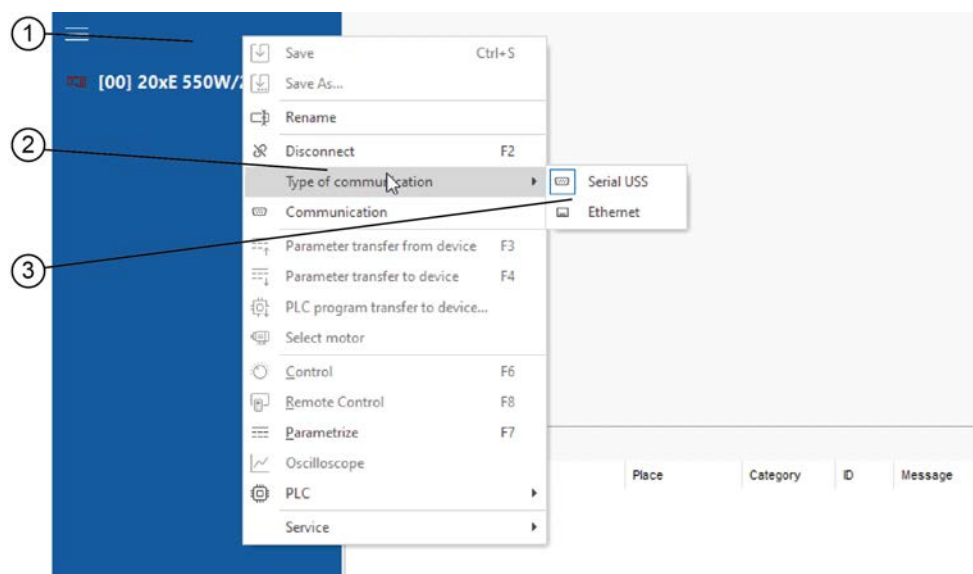 1
[00] 20xE 550W/2
Save Ctrl+S
Save As...
Rename
2
Disconnect F2
Type of communication
Serial USS
Communication
Ethernet
3
Parameter transfer from device F3
Parameter transfer to device F4
PLC program transfer to device...
Select motor
Control F6
Remote Control F8
Parametrize F7
Oscilloscope
Place Category ID Message
PLC
Service